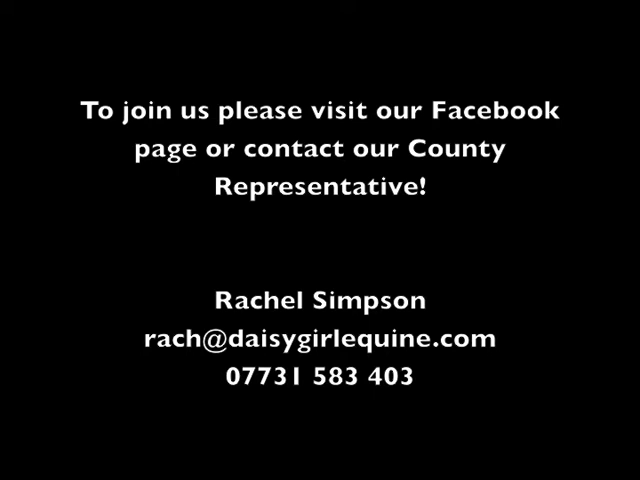 To join us please visit our Facebook
page or contact our County
Representative!
Rachel Simpson
rach@daisygirlequine.com
07731 583 403